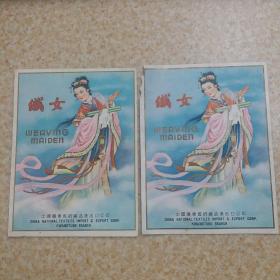 織女
WEAVING
MAIDEN
CHINA NATIONAL TEXTILES IMPORT & EXPORT CORP.
KWANGTUNG BRANCH
織女
WEAVING
MAIDEN
CHINA NATIONAL TEXTILES IMPORT & EXPORT CORP.
KWANGTUNG BRANCH